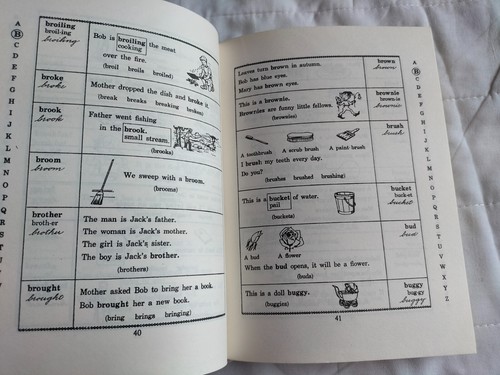 A
B
C
D
E
F
G
H
I
J
K
L
M
N
O
P
Q
R
S
T
U
V
W
X
Y
Z
broiling
broil-ing
broiling
Bob is broiling the meat
cooking
over the fire.
(broil broils broiled)
broke
broke
Mother dropped the dish and broke it.
(break breaks breaking broken)
brook
brook
Father went fishing
in the brook.
small stream.
(brooks)
broom
broom
We sweep with a broom.
(brooms)
brother
broth-er
brother
The man is Jack's father.
The woman is Jack's mother.
The girl is Jack's sister.
The boy is Jack's brother.
(brothers)
brought
brought
Mother asked Bob to bring her a book.
Bob brought her a new book.
(bring brings bringing)
40
Leaves turn brown in autumn.
Bob has blue eyes.
Mary has brown eyes.
brown
brown
This is a brownie.
Brownies are funny little fellows.
(brownies)
brownie
brown-ie
brownie
A toothbrush A scrub brush A paint-brush
I brush my teeth every day.
Do you?
(brushes brushed brushing)
brush
brush
This is a bucket of water.
pail
(buckets)
bucket
buck-et
bucket
A bud A flower
When the bud opens, it will be a flower.
(buds)
bud
bud
This is a doll buggy.
(buggies)
buggy
bug-gy
buggy
41
A
B
C
D
E
F
G
H
I
J
K
L
M
N
O
P
Q
R
S
T
U
V
W
X
Y
Z